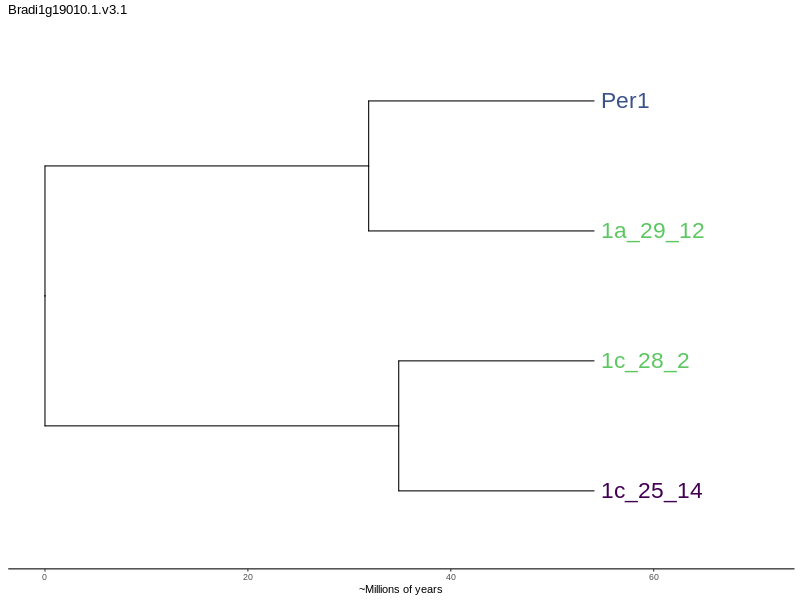 Bradi1g19010.1.v3.1
Per1
1a_29_12
1c_28_2
1c_25_14
0
20
40
60
~Millions of years